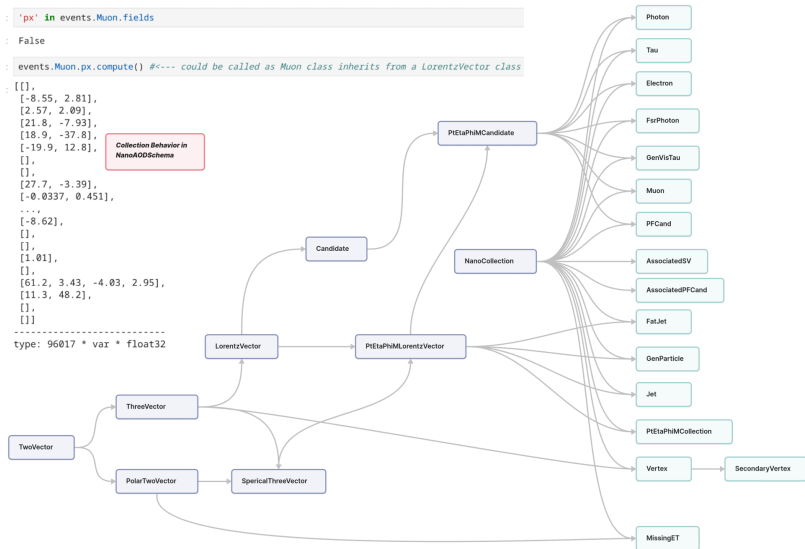 'px' in events.Muon.fields
False
events.Muon.px.compute() #<--- could be called as Muon class inherits from a LorentzVector class
[[],
[-8.55, 2.81],
[2.57, 2.09],
[21.8, -7.93],
[18.9, -37.8],
[-19.9, 12.8],
[],
[],
[27.7, -3.39],
[-0.0337, 0.451],
...,
[-8.62],
[],
[],
[1.01],
[],
[61.2, 3.43, -4.03, 2.95],
[11.3, 48.2],
[],
[]]
---------------------------
type: 96017 * var * float32
Collection Behavior in
NanoAODSchema
TwoVector
ThreeVector
PolarTwoVector
LorentzVector
SpericalThreeVector
Candidate
PtEtaPhiMLorentzVector
PtEtaPhiMCandidate
NanoCollection
Photon
Tau
Electron
FsrPhoton
GenVisTau
Muon
PFCand
AssociatedSV
AssociatedPFCand
FatJet
GenParticle
Jet
PtEtaPhiMCollection
Vertex
SecondaryVertex
MissingET